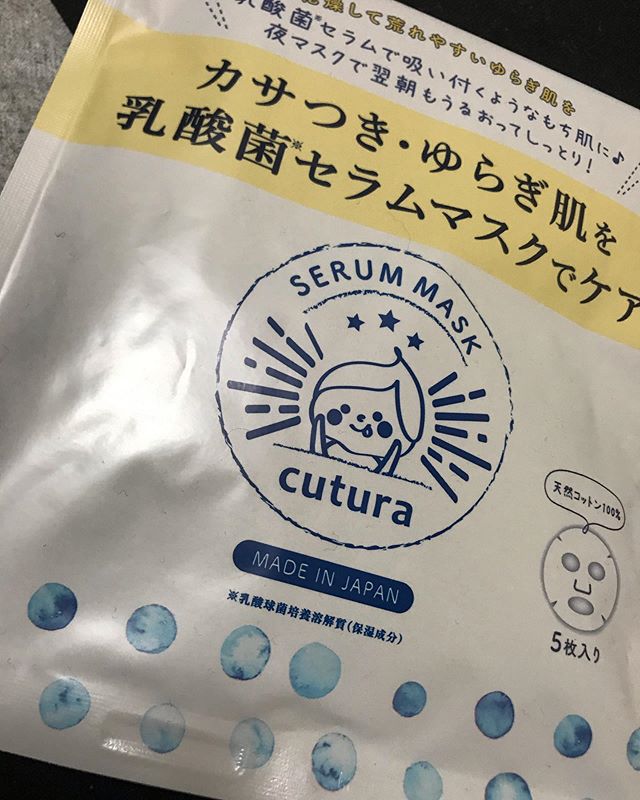 燥して荒れやすいゆらぎ肌を
乳酸菌※セラムで吸い付くようなもち肌に♪
夜マスクで翌朝もうるおってしっとり！
カサつき・ゆらぎ肌を
乳酸菌※セラムマスクでケア
SERUM MASK
cutura
MADE IN JAPAN
※乳酸球菌培養溶解質(保湿成分)
天然コットン100%
5枚入り